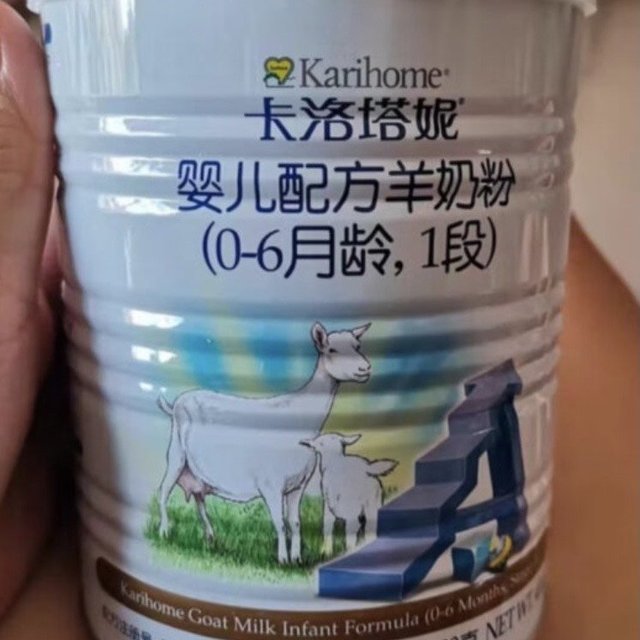 Karihome®
卡洛塔妮
婴儿配方羊奶粉
(0-6月龄, 1段)
Karihome Goat Milk Infant Formula (0-6 Months,
NET